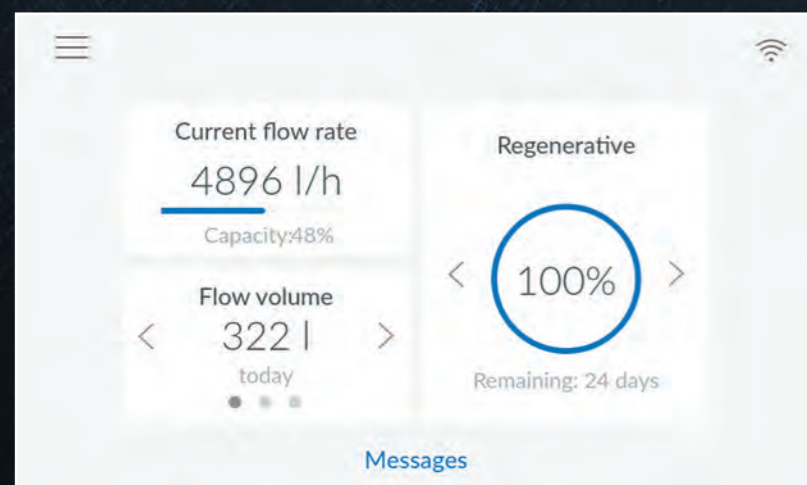 Current flow rate
4896 l/h
Capacity:48%
Flow volume
322 l
today
Regenerative
100%
Remaining: 24 days
Messages